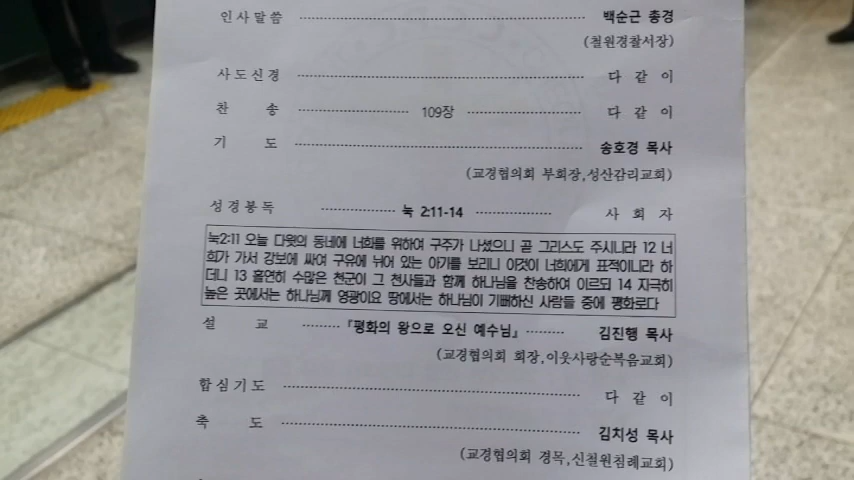 인사말씀 백순근 총경
(철원경찰서장)
사도신경 다 같 이
찬 송 109장 다 같 이
기 도 송호경 목사
(교경협의회 부회장,성산감리교회)
성경봉독 눅 2:11-14 사 회 자
눅2:11 오늘 다윗의 동네에 너희를 위하여 구주가 나셨으니 곧 그리스도 주시니라 12 너
희가 가서 강보에 싸여 구유에 뉘어 있는 아기를 보리니 이것이 너희에게 표적이니라 하
더니 13 홀연히 수많은 천군이 그 천사들과 함께 하나님을 찬송하여 이르되 14 지극히
높은 곳에서는 하나님께 영광이요 땅에서는 하나님이 기뻐하신 사람들 중에 평화로다
설 교 『평화의 왕으로 오신 예수님』 김진행 목사
(교경협의회 회장,이웃사랑순복음교회)
합심기도 다 같 이
축 도 김치성 목사
(교경협의회 경목,신철원침례교회)